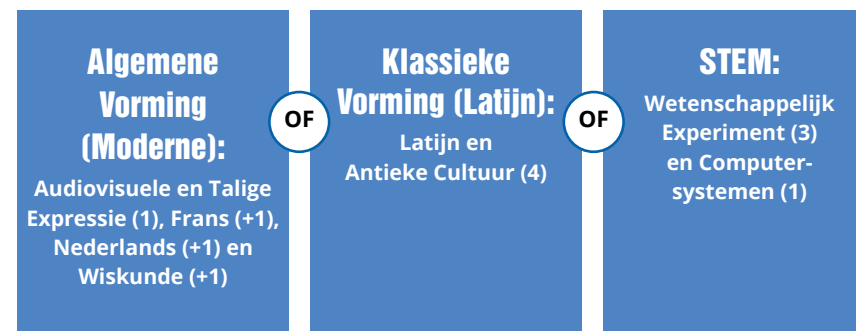 Algemene
Vorming
(Moderne):
Audiovisuele en Talige
Expressie (1), Frans (+1),
Nederlands (+1) en
Wiskunde (+1)
OF
Klassieke
Vorming (Latijn):
Latijn en
Antieke Cultuur (4)
OF
STEM:
Wetenschappelijk
Experiment (3)
en Computer-
systemen (1)